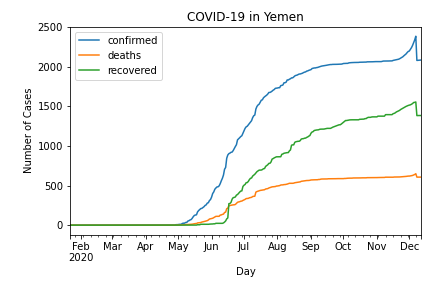 COVID-19 in Yemen
confirmed
deaths
recovered
Number of Cases
2500
2000
1500
1000
500
0
Feb Mar Apr May Jun Jul Aug Sep Oct Nov Dec
2020
Day